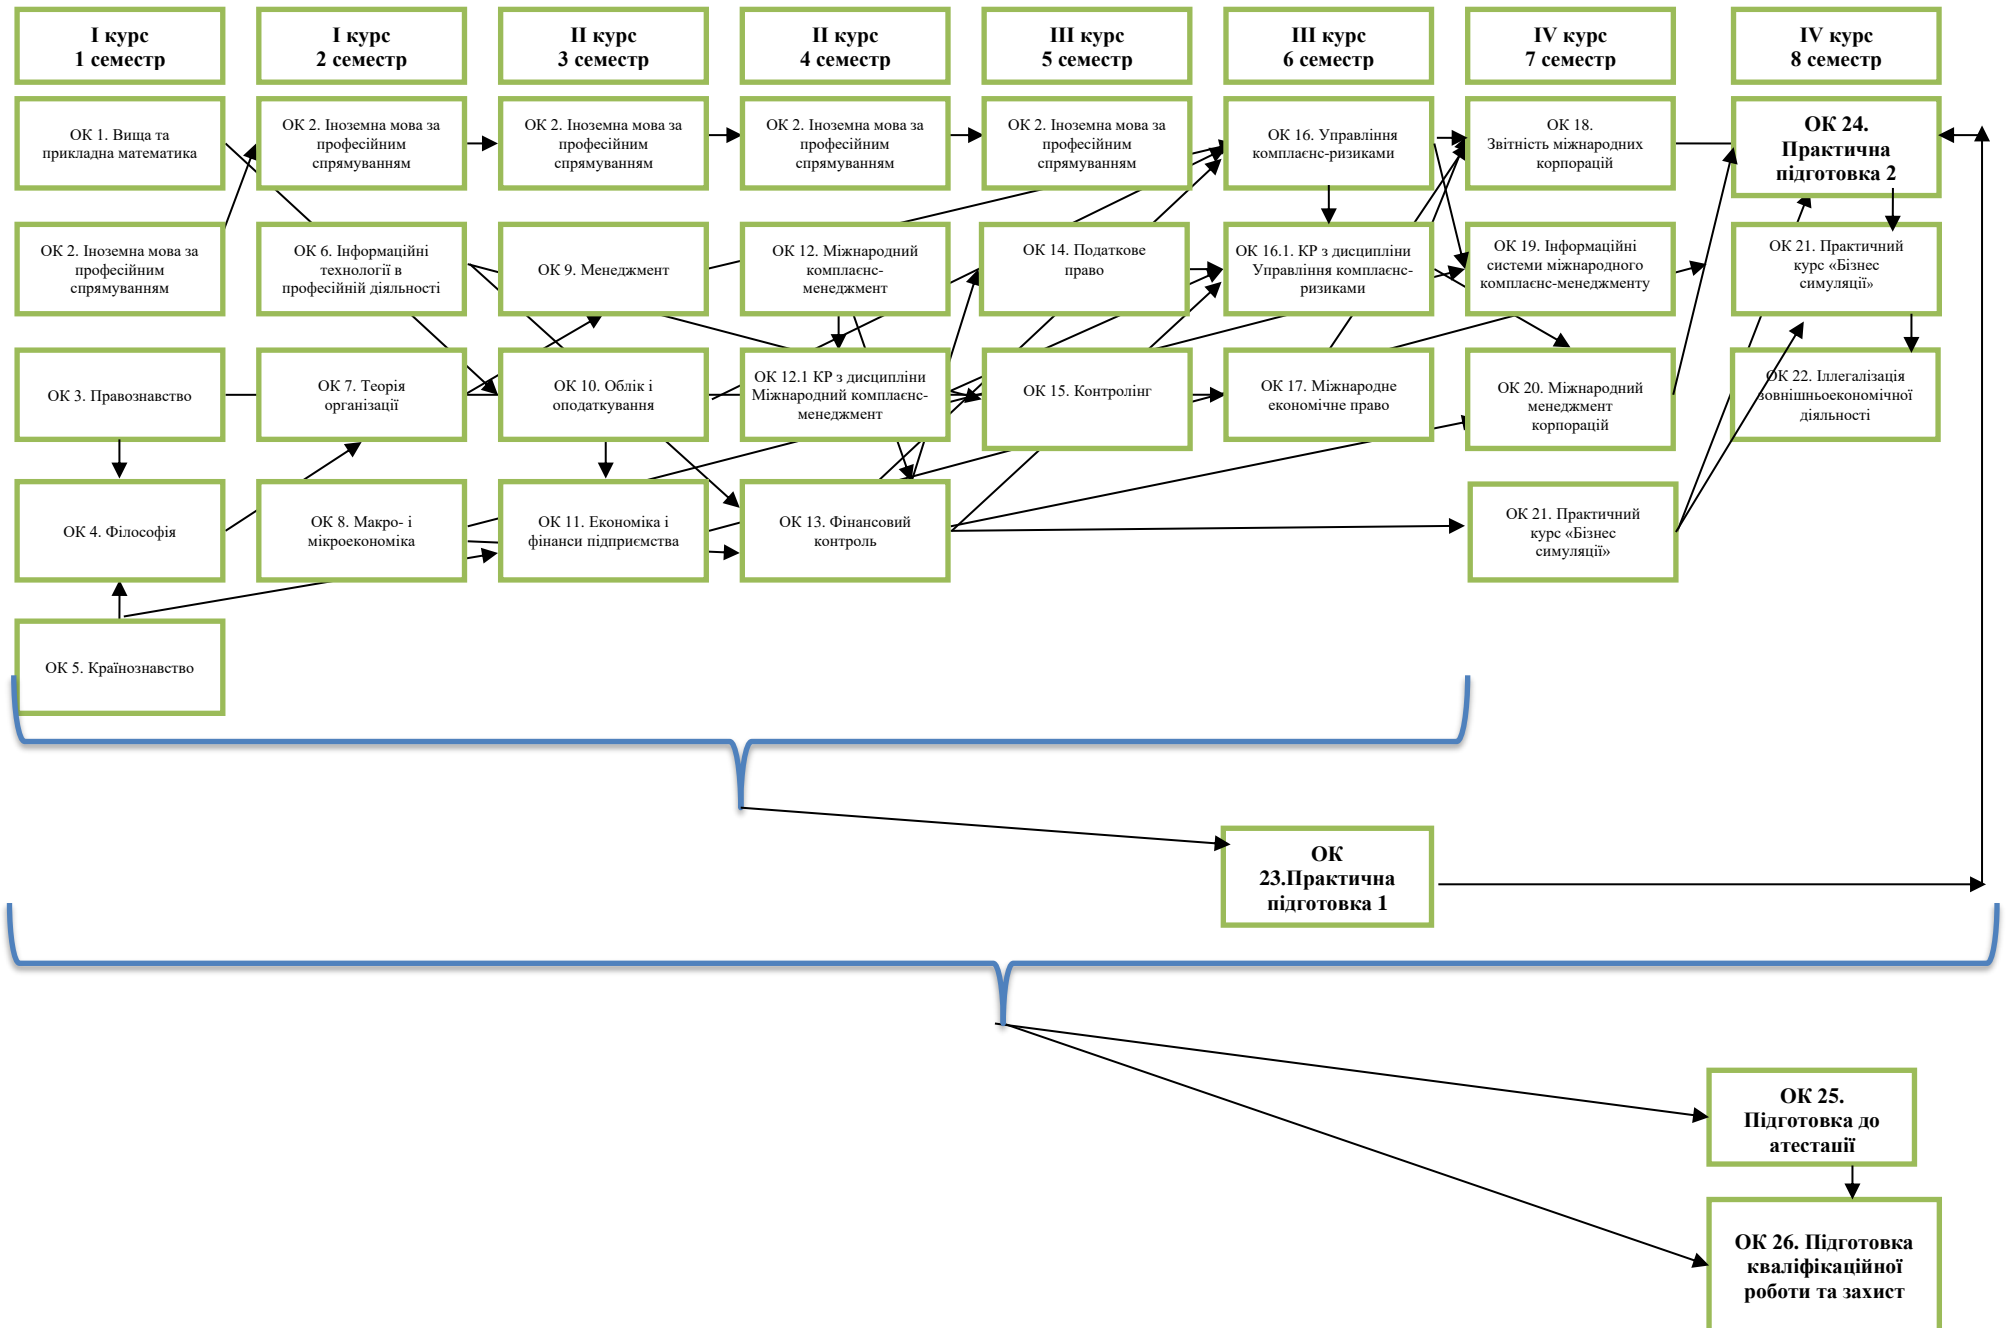 І курс
1 семестр
І курс
2 семестр
ІІ курс
3 семестр
ІІ курс
4 семестр
ІІІ курс
5 семестр
ІІІ курс
6 семестр
ІV курс
7 семестр
ІV курс
8 семестр
ОК 1. Вища та
прикладна математика
ОК 2. Іноземна мова за
професійним
спрямуванням
ОК 2. Іноземна мова за
професійним
спрямуванням
ОК 2. Іноземна мова за
професійним
спрямуванням
ОК 2. Іноземна мова за
професійним
спрямуванням
ОК 16. Управління
комплаєнс-ризиками
ОК 18.
Звітність міжнародних
корпорацій
ОК 24.
Практична
підготовка 2
ОК 2. Іноземна мова за
професійним
спрямуванням
ОК 6. Інформаційні
технології в
професійній діяльності
ОК 9. Менеджмент
ОК 12. Міжнародний
комплаєнс-
менеджмент
ОК 14. Податкове
право
ОК 16.1. КР з дисципліни
Управління комплаєнс-
ризиками
ОК 19. Інформаційні
системи міжнародного
комплаєнс-менеджменту
ОК 21. Практичний
курс «Бізнес
симуляції»
ОК 3. Правознавство
ОК 7. Теорія
організації
ОК 10. Облік і
оподаткування
ОК 12.1 КР з дисципліни
Міжнародний комплаєнс-
менеджмент
ОК 15. Контролінг
ОК 17. Міжнародне
економічне право
ОК 20. Міжнародний
менеджмент
корпорацій
ОК 22. Іллегалізація
зовнішньоекономічної
діяльності
ОК 4. Філософія
ОК 8. Макро- і
мікроекономіка
ОК 11. Економіка і
фінанси підприємства
ОК 13. Фінансовий
контроль
ОК 21. Практичний
курс «Бізнес
симуляції»
ОК 5. Країнознавство
ОК
23.Практична
підготовка 1
ОК 25.
Підготовка до
атестації
ОК 26. Підготовка
кваліфікаційної
роботи та захист